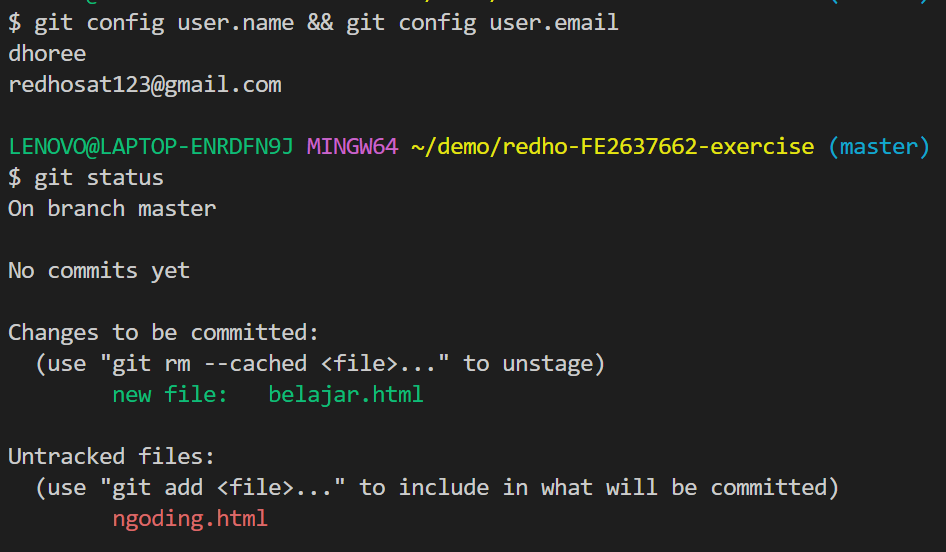 $ git config user.name && git config user.email
dhoree
redhosat123@gmail.com
LENOVO@LAPTOP-ENRDFN9J MINGW64 ~/demo/redho-FE2637662-exercise (master)
$ git status
On branch master
No commits yet
Changes to be committed:
  (use "git rm --cached <file>..." to unstage)
        new file:   belajar.html
Untracked files:
  (use "git add <file>..." to include in what will be committed)
        ngoding.html